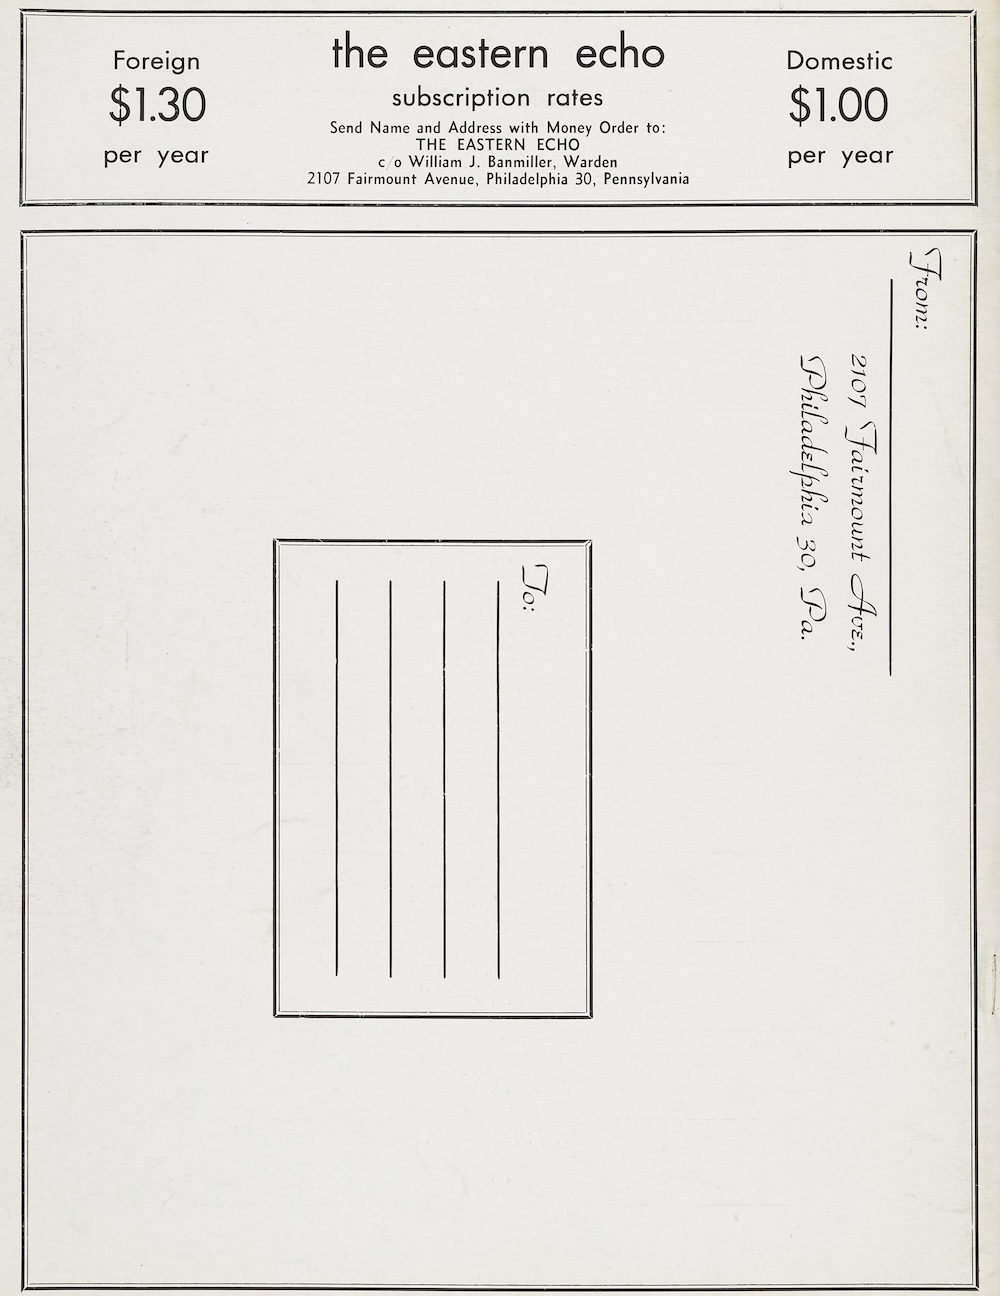 the eastern echo
subscription rates
Send Name and Address with Money Order to:
THE EASTERN ECHO
c/o William J. Banmiller, Warden
2107 Fairmount Avenue, Philadelphia 30, Pennsylvania
Foreign
$1.30
per year
Domestic
$1.00
per year
From:
2107 Fairmount Ave.,
Philadelphia 30, Pa.
To: